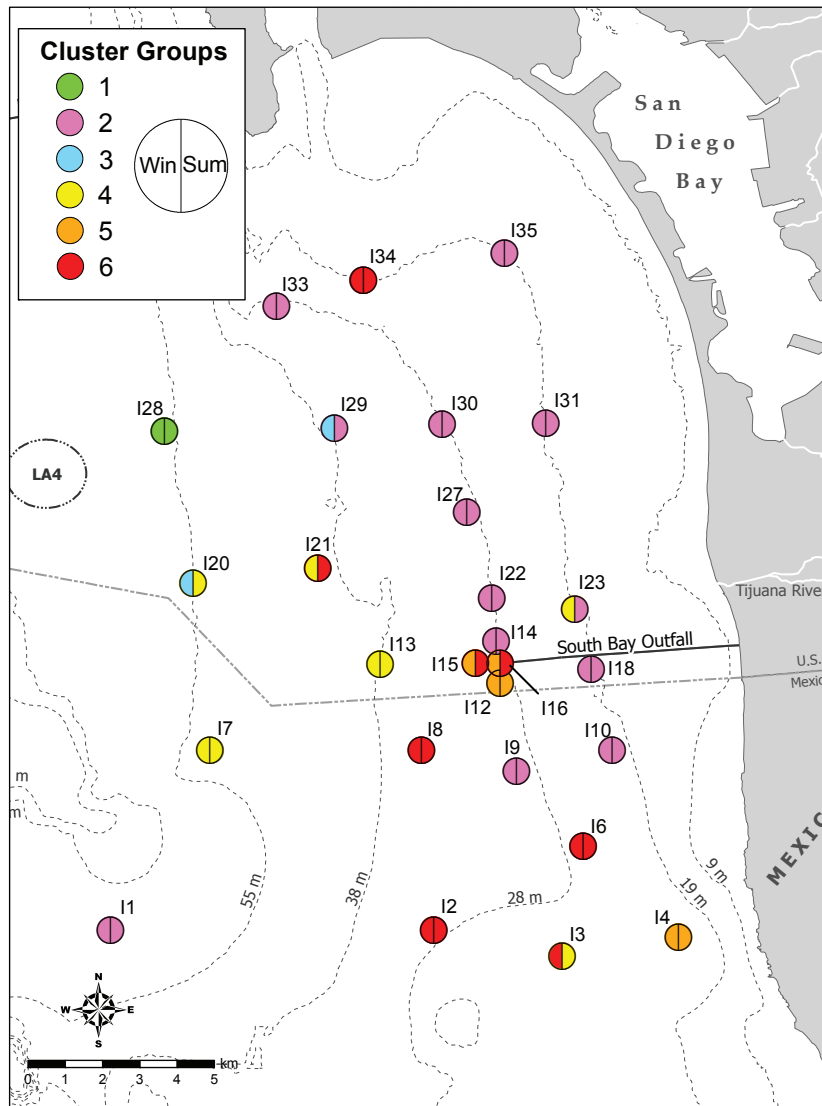 Cluster Groups
1
2
3
4
5
6
Win Sum
San
Diego
Bay
I35
I34
I33
I28
I29
I30
I31
LA4
I27
I21
I20
I22
I23
Tijuana River
I14
South Bay Outfall
I13
I15
I18
U.S.
Mexico
I12
I16
I7
I8
I9
I10
m
m
I6
MEXICO
55 m
38 m
28 m
19 m
9 m
I1
I2
I3
I4
N
W E
S
km
0 1 2 3 4 5